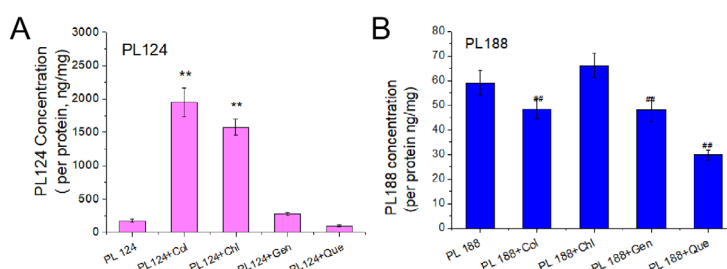 A
PL124
PL124 Concentration
( per protein, ng/mg)
3000
2500
2000
1500
1000
500
0
**
**
PL 124
PL124+Col
PL124+Chl
PL124+Gen
PL124+Que
B
PL188
PL188 concentration
(per protein ng/mg)
80
70
60
50
40
30
20
10
0
##
##
##
PL 188
PL 188+Col
PL 188+Chl
PL 188+Gen
PL 188+Que